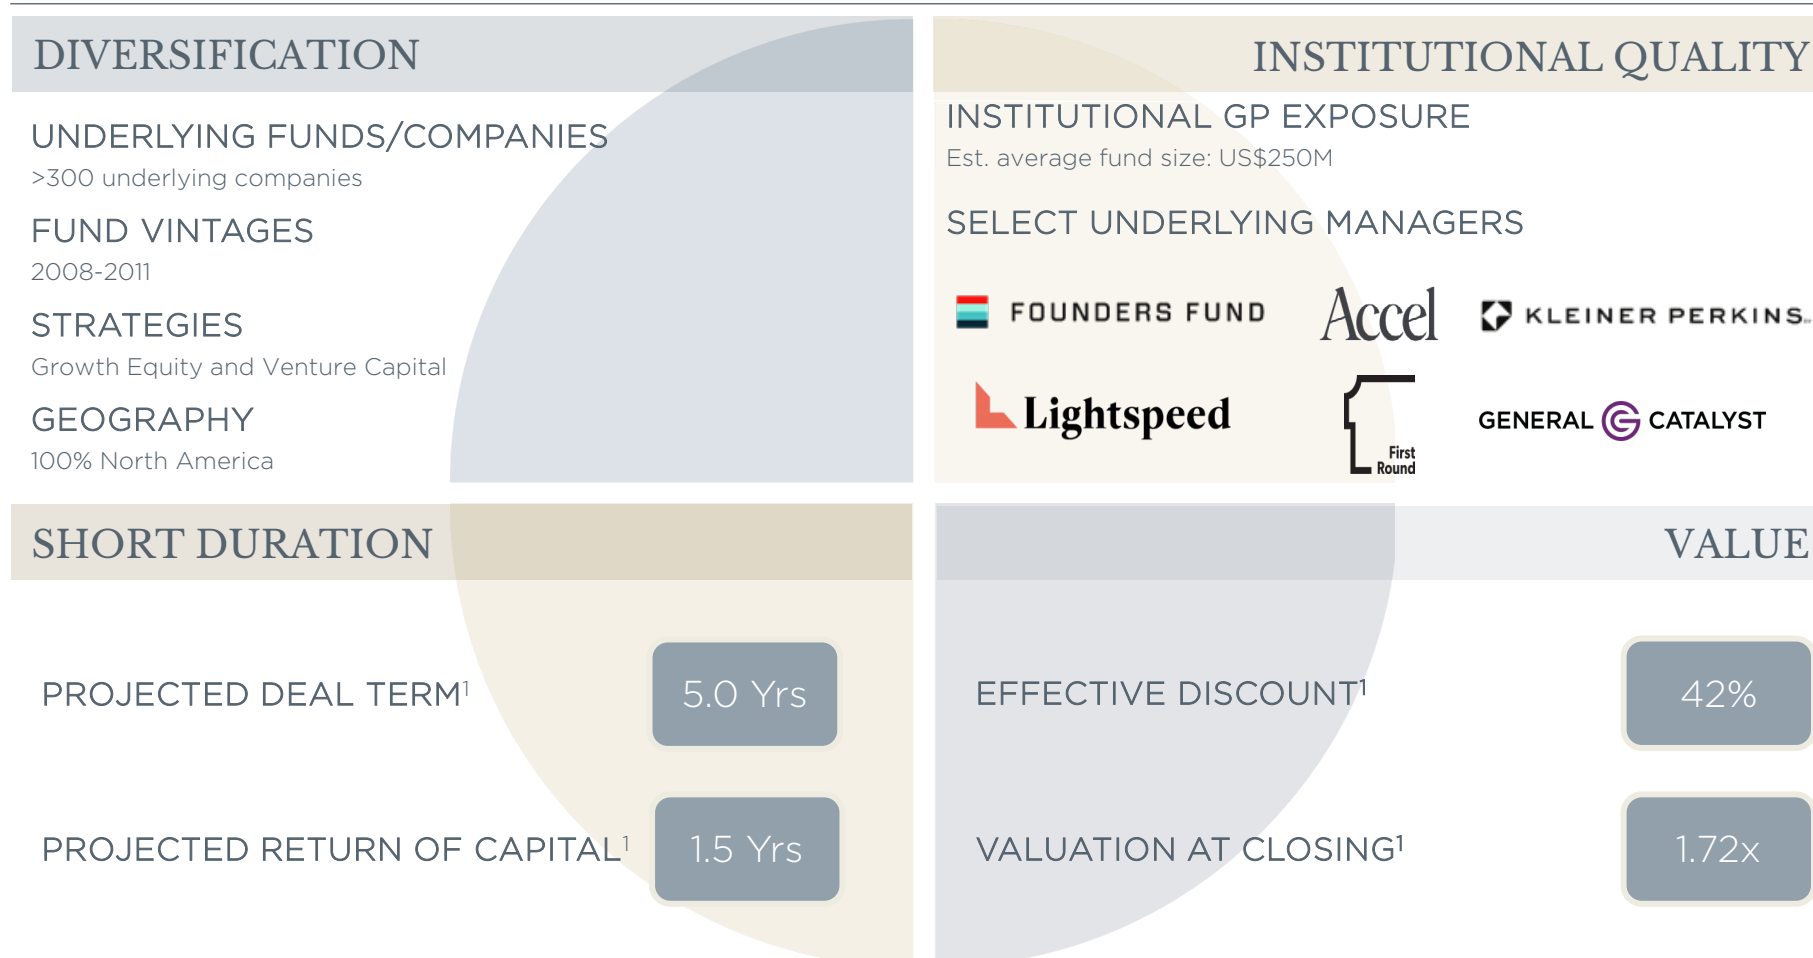 DIVERSIFICATION
UNDERLYING FUNDS/COMPANIES
>300 underlying companies
FUND VINTAGES
2008-2011
STRATEGIES
Growth Equity and Venture Capital
GEOGRAPHY
100% North America
INSTITUTIONAL QUALITY
INSTITUTIONAL GP EXPOSURE
Est. average fund size: US$250M
SELECT UNDERLYING MANAGERS
FOUNDERS FUND
Accel
KLEINER PERKINS
Lightspeed
First
Round
GENERAL CATALYST
SHORT DURATION
PROJECTED DEAL TERM¹ 5.0 Yrs
PROJECTED RETURN OF CAPITAL¹ 1.5 Yrs
VALUE
EFFECTIVE DISCOUNT¹ 42%
VALUATION AT CLOSING¹ 1.72x